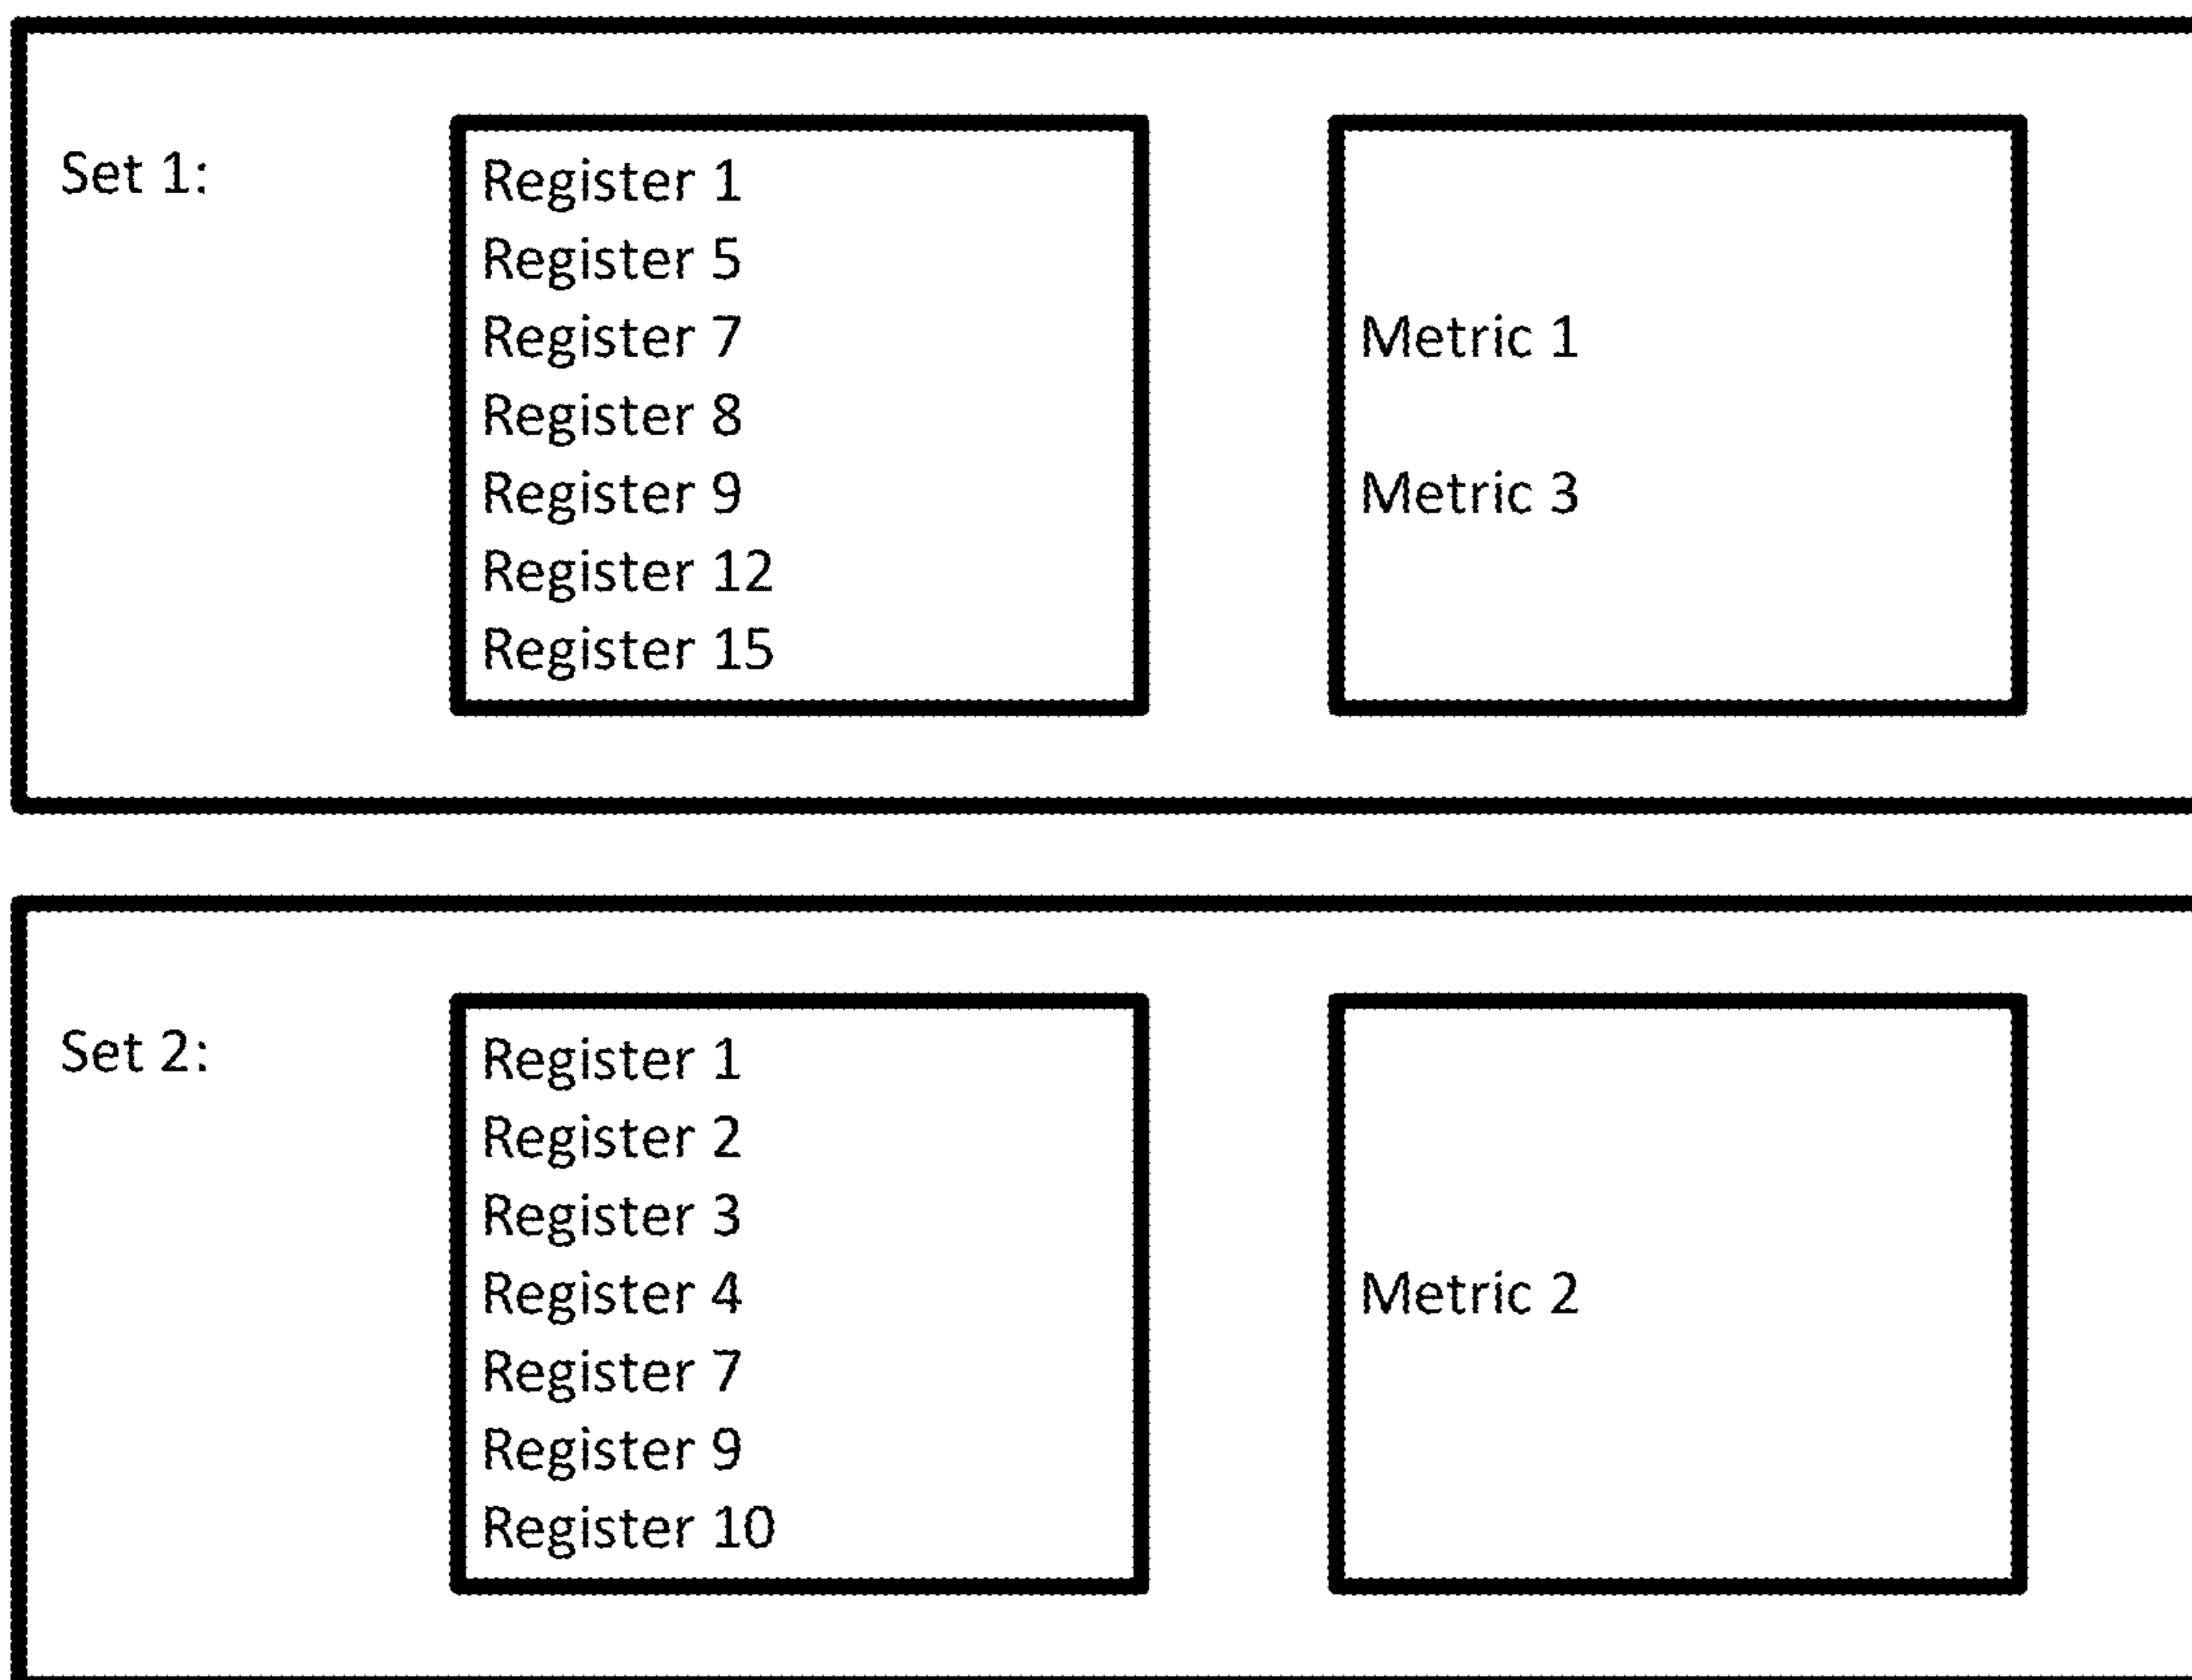 Set 1:
Register 1
Register 5
Register 7
Register 8
Register 9
Register 12
Register 15
Metric 1
Metric 3
Set 2:
Register 1
Register 2
Register 3
Register 4
Register 7
Register 9
Register 10
Metric 2